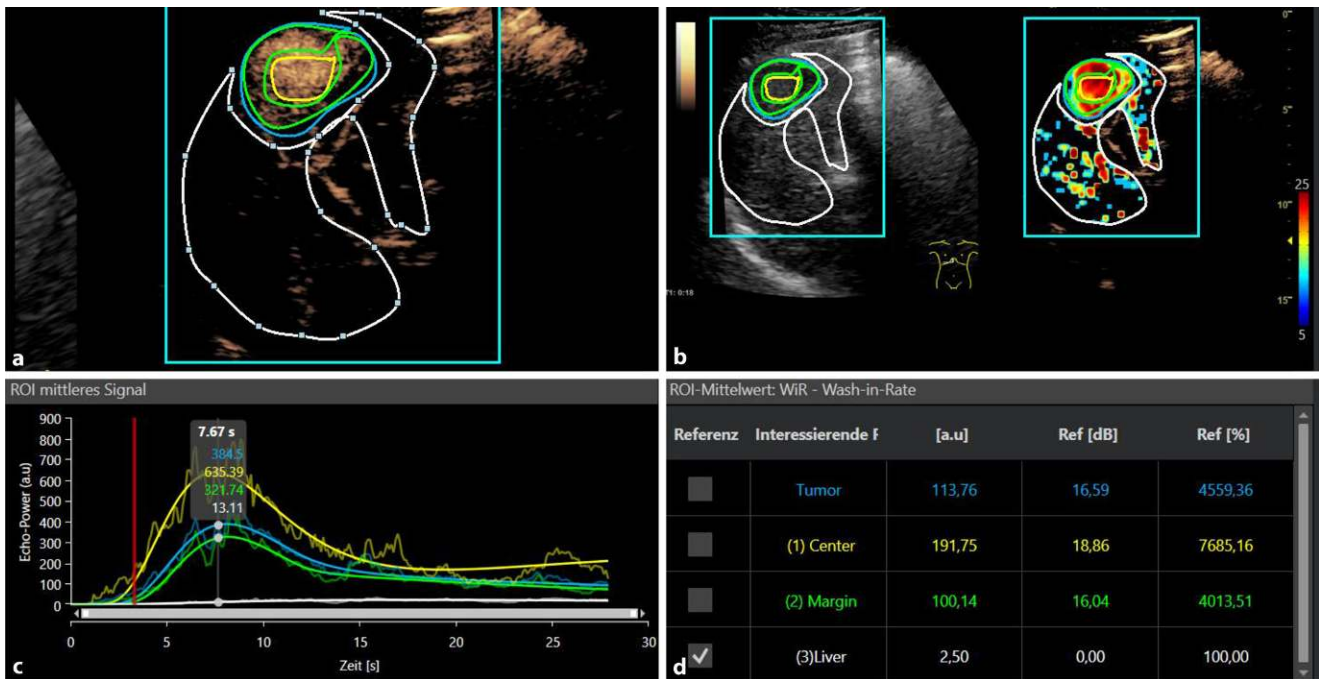 a
0
5
10
15
25
5
T1: 0:18
b
ROI mittleres Signal
900
800
700
600
500
400
300
200
100
0
Echo-Power (a.u)
7.67 s
384.5
635.39
321.74
13.11
0
5
10
15
20
25
30
Zeit [s]
c
ROI-Mittelwert: WiR - Wash-in-Rate
Referenz Interessierende F [a.u] Ref [dB] Ref [%]
Tumor 113,76 16,59 4559,36
(1) Center 191,75 18,86 7685,16
(2) Margin 100,14 16,04 4013,51
(3)Liver 2,50 0,00 100,00
d